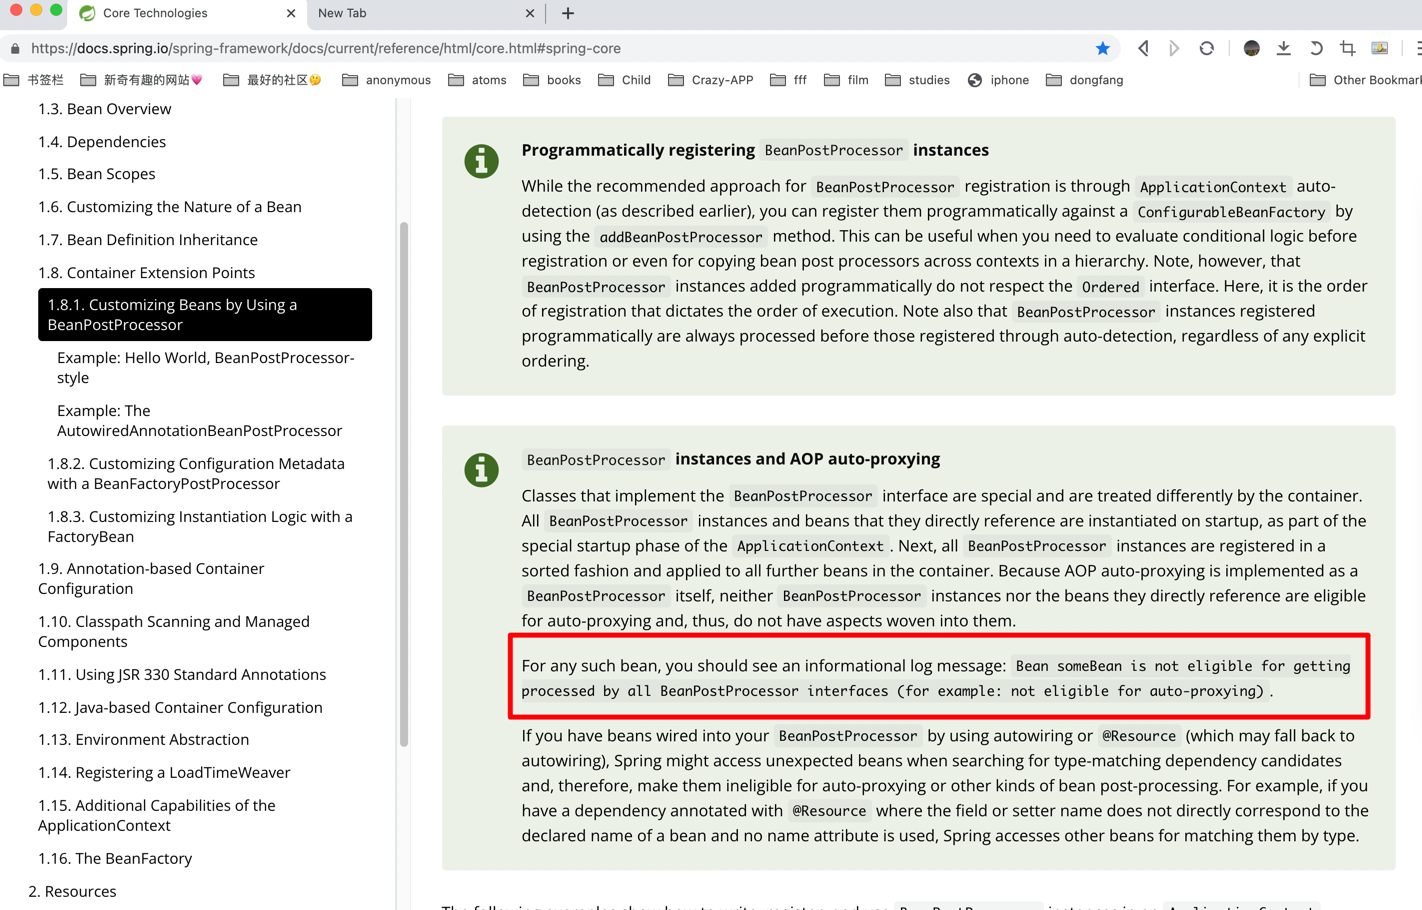 Core Technologies
New Tab
https://docs.spring.io/spring-framework/docs/current/reference/html/core.html#spring-core
书签栏
新奇有趣的网站💗
最好的社区🤔
anonymous
atoms
books
Child
Crazy-APP
fff
film
studies
iphone
dongfang
Other Bookmar
1.3. Bean Overview
1.4. Dependencies
1.5. Bean Scopes
1.6. Customizing the Nature of a Bean
1.7. Bean Definition Inheritance
1.8. Container Extension Points
1.8.1. Customizing Beans by Using a
BeanPostProcessor
Example: Hello World, BeanPostProcessor-
style
Example: The
AutowiredAnnotationBeanPostProcessor
1.8.2. Customizing Configuration Metadata
with a BeanFactoryPostProcessor
1.8.3. Customizing Instantiation Logic with a
FactoryBean
1.9. Annotation-based Container
Configuration
1.10. Classpath Scanning and Managed
Components
1.11. Using JSR 330 Standard Annotations
1.12. Java-based Container Configuration
1.13. Environment Abstraction
1.14. Registering a LoadTimeWeaver
1.15. Additional Capabilities of the
ApplicationContext
1.16. The BeanFactory
2. Resources
Programmatically registering BeanPostProcessor instances
While the recommended approach for BeanPostProcessor registration is through ApplicationContext auto-
detection (as described earlier), you can register them programmatically against a ConfigurableBeanFactory by
using the addBeanPostProcessor method. This can be useful when you need to evaluate conditional logic before
registration or even for copying bean post processors across contexts in a hierarchy. Note, however, that
BeanPostProcessor instances added programmatically do not respect the Ordered interface. Here, it is the order
of registration that dictates the order of execution. Note also that BeanPostProcessor instances registered
programmatically are always processed before those registered through auto-detection, regardless of any explicit
ordering.
BeanPostProcessor instances and AOP auto-proxying
Classes that implement the BeanPostProcessor interface are special and are treated differently by the container.
All BeanPostProcessor instances and beans that they directly reference are instantiated on startup, as part of the
special startup phase of the ApplicationContext. Next, all BeanPostProcessor instances are registered in a
sorted fashion and applied to all further beans in the container. Because AOP auto-proxying is implemented as a
BeanPostProcessor itself, neither BeanPostProcessor instances nor the beans they directly reference are eligible
for auto-proxying and, thus, do not have aspects woven into them.
For any such bean, you should see an informational log message: Bean someBean is not eligible for getting
processed by all BeanPostProcessor interfaces (for example: not eligible for auto-proxying).
If you have beans wired into your BeanPostProcessor by using autowiring or @Resource (which may fall back to
autowiring), Spring might access unexpected beans when searching for type-matching dependency candidates
and, therefore, make them ineligible for auto-proxying or other kinds of bean post-processing. For example, if you
have a dependency annotated with @Resource where the field or setter name does not directly correspond to the
declared name of a bean and no name attribute is used, Spring accesses other beans for matching them by type.